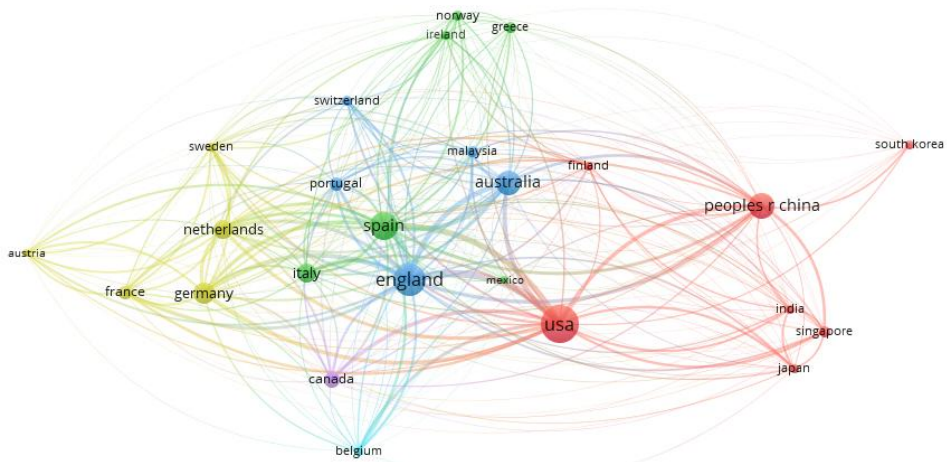 norway
ireland
greece
switzerland
sweden
malaysia
south korea
finland
portugal
australia
peoples r china
spain
netherlands
austria
italy
england
mexico
france
germany
india
usa
singapore
japan
canada
belgium